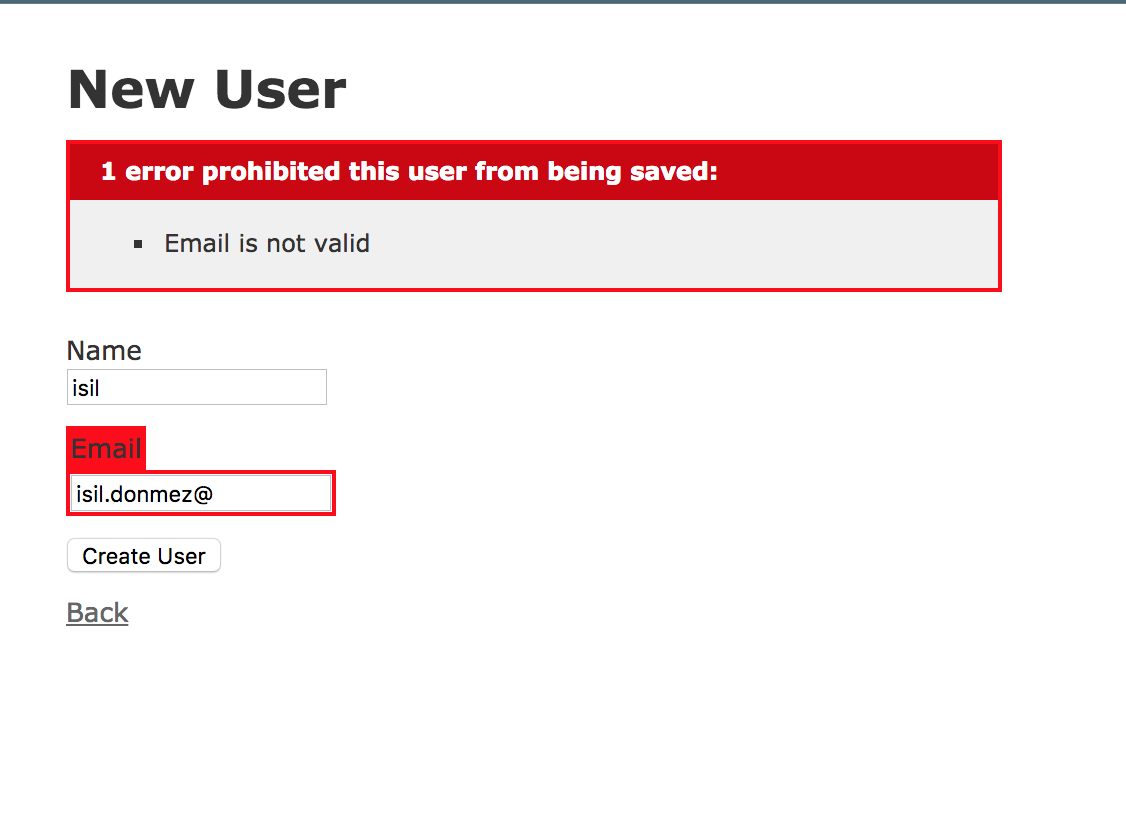 New User
1 error prohibited this user from being saved:
Email is not valid
Name
isil
Email
isil.donmez@
Create User
Back